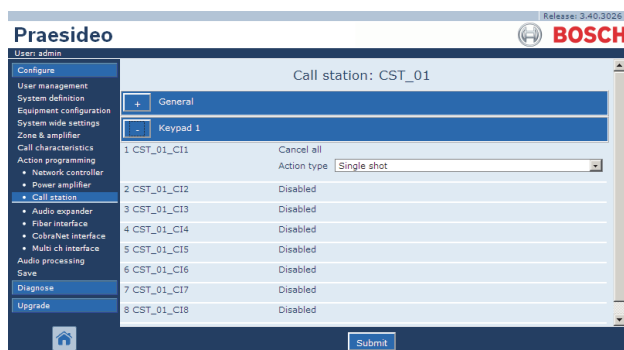 Release: 3.40.3026
Praesideo
BOSCH
User: admin
Configure
User management
System definition
Equipment configuration
System wide settings
Zone & amplifier
Call characteristics
Action programming
• Network controller
• Power amplifier
• Call station
• Audio expander
• Fiber interface
• CobraNet interface
• Multi ch interface
Audio processing
Save
Diagnose
Upgrade
Call station: CST_01
+ General
- Keypad 1
1 CST_01_CI1 Cancel all
Action type Single shot
2 CST_01_CI2 Disabled
3 CST_01_CI3 Disabled
4 CST_01_CI4 Disabled
5 CST_01_CI5 Disabled
6 CST_01_CI6 Disabled
7 CST_01_CI7 Disabled
8 CST_01_CI8 Disabled
Submit